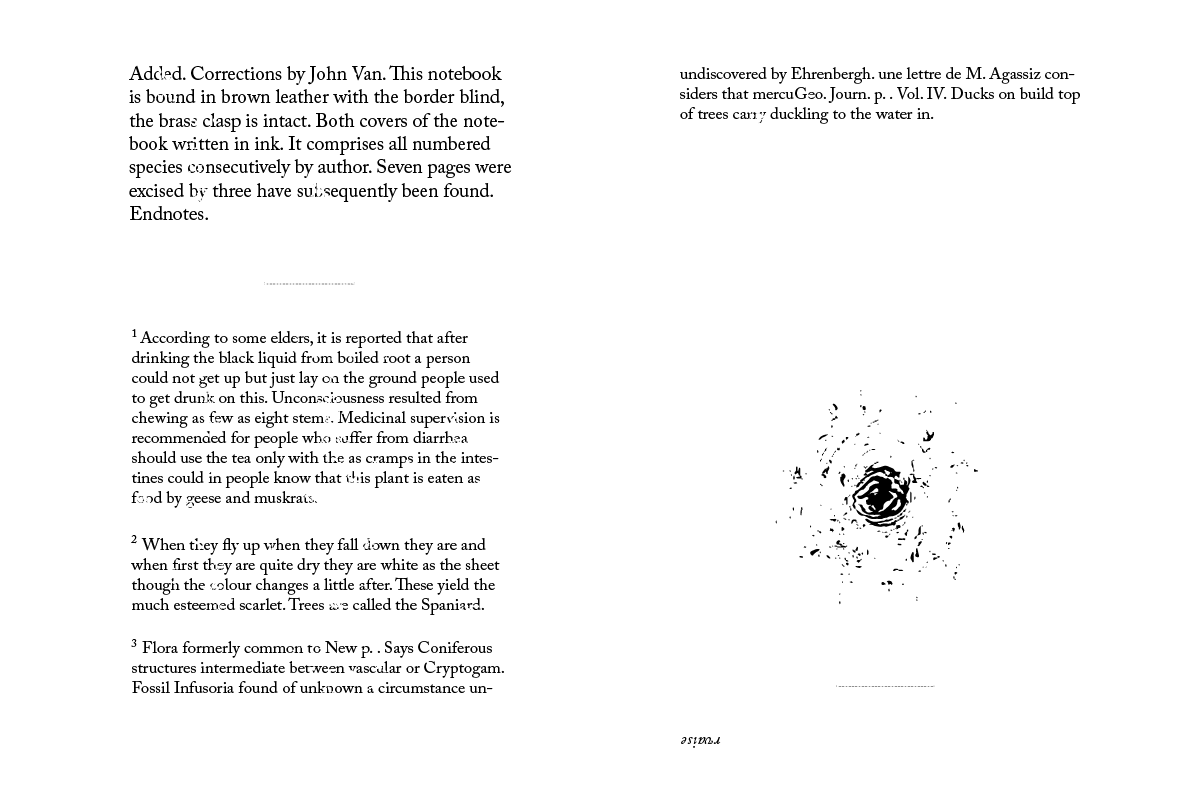 Added. Corrections by John Van. This notebook
is bound in brown leather with the border blind,
the brass clasp is intact. Both covers of the note-
book written in ink. It comprises all numbered
species consecutively by author. Seven pages were
excised by three have subsequently been found.
Endnotes.
1 According to some elders, it is reported that after
drinking the black liquid from boiled root a person
could not get up but just lay on the ground people used
to get drunk on this. Unconsciousness resulted from
chewing as few as eight stems. Medicinal supervision is
recommended for people who suffer from diarrhea
should use the tea only with the as cramps in the intes-
tines could in people know that this plant is eaten as
food by geese and muskrats.
2 When they fly up when they fall down they are and
when first they are quite dry they are white as the sheet
though the colour changes a little after. These yield the
much esteemed scarlet. Trees are called the Spaniard.
3 Flora formerly common to New p. . Says Coniferous
structures intermediate between vascular or Cryptogam.
Fossil Infusoria found of unknown a circumstance un-
undiscovered by Ehrenbergh. une lettre de M. Agassiz con-
siders that mercuGeo. Journ. p. . Vol. IV. Ducks on build top
of trees carry duckling to the water in.
raise